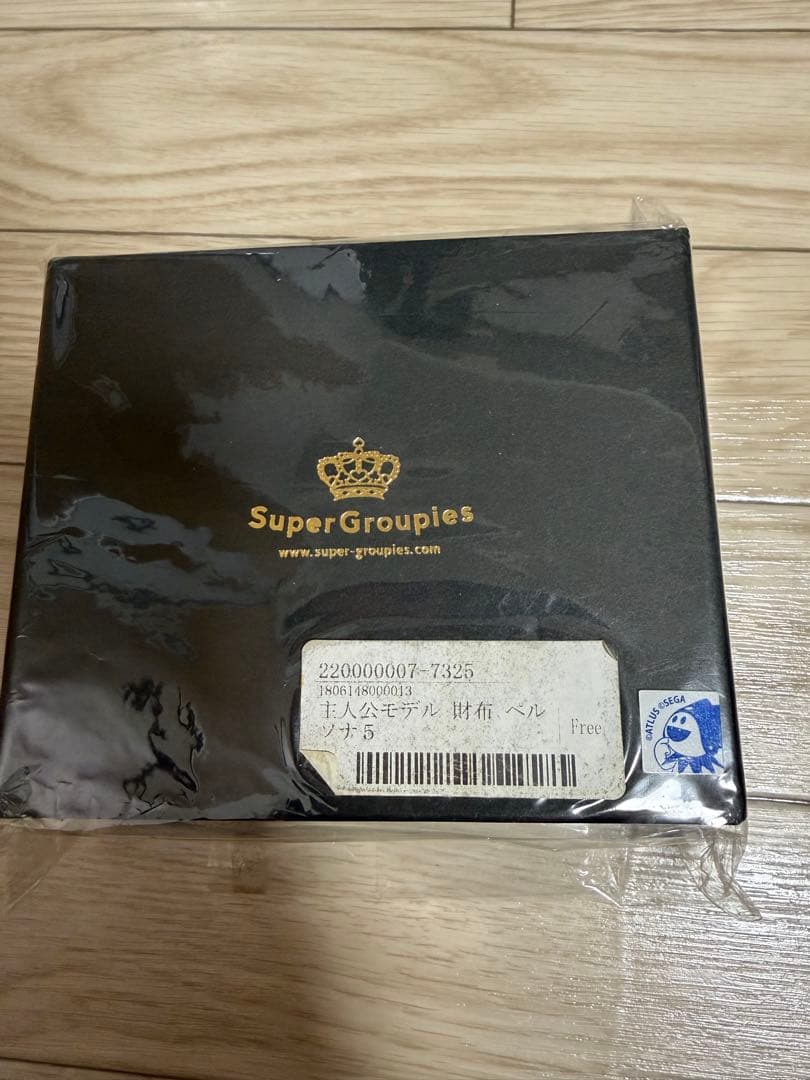 SuperGroupies
www.super-groupies.com
220000007-7325
1806148000013
主人公モデル 財布 ペル
ソナ5
Free
©ATLUS ©SEGA